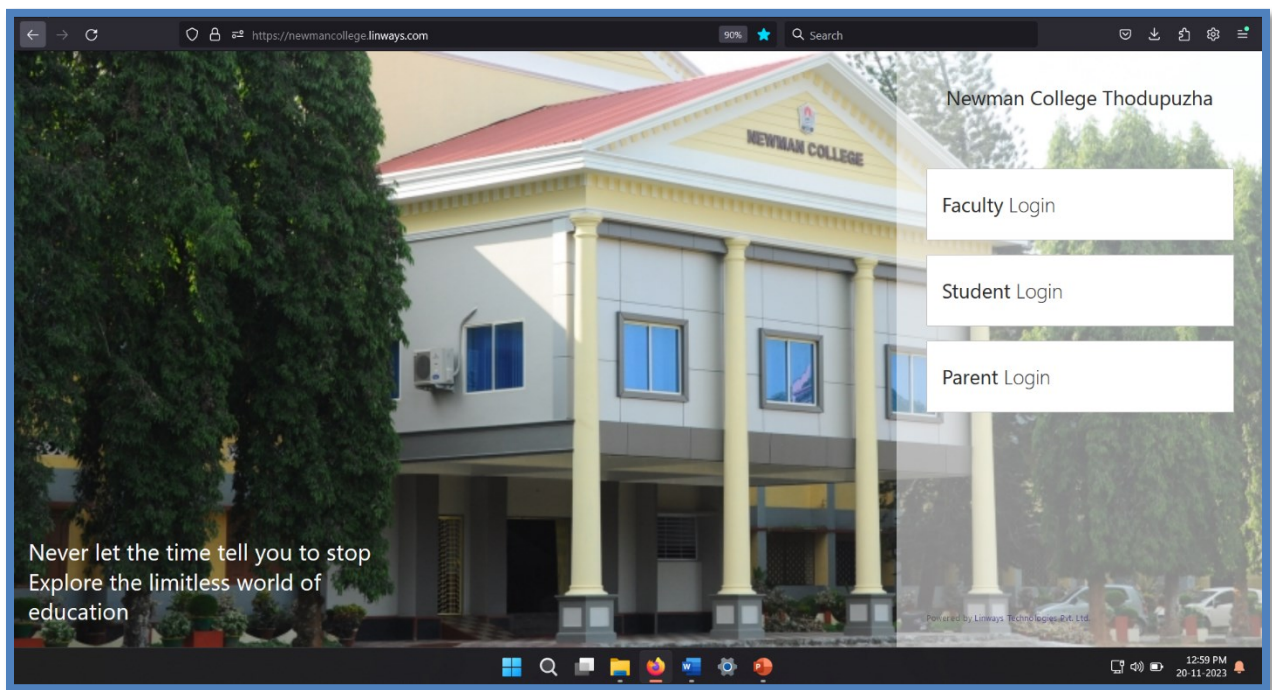 https://newmancollege.linways.com
90%
Search
NEWMAN COLLEGE
Newman College Thodupuzha
Faculty Login
Student Login
Parent Login
Never let the time tell you to stop
Explore the limitless world of
education
Powered by Linways Technologies Pvt. Ltd.
12:59 PM
20-11-2023